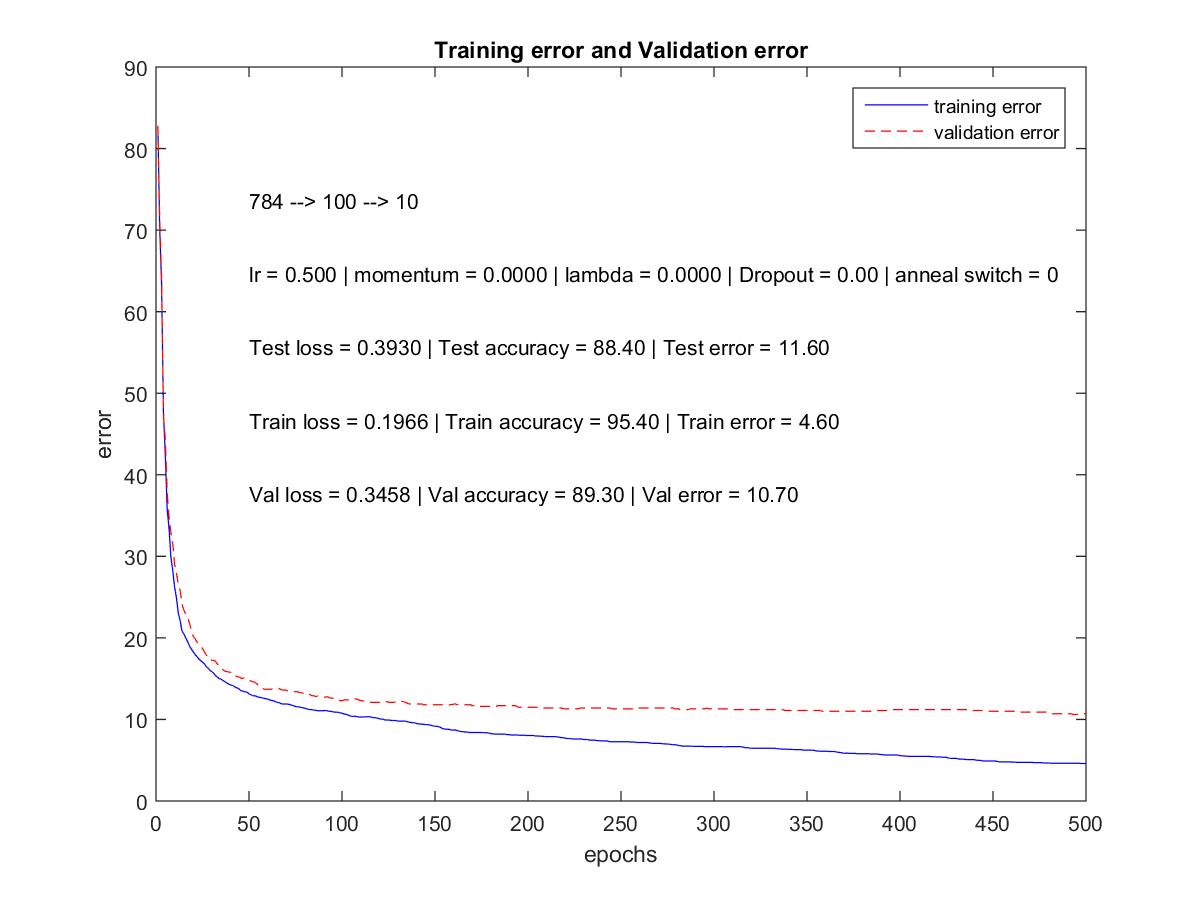 Training error and Validation error
90
80
70
60
50
40
30
20
10
0
error
training error
validation error
784 --> 100 --> 10
lr = 0.500 | momentum = 0.0000 | lambda = 0.0000 | Dropout = 0.00 | anneal switch = 0
Test loss = 0.3930 | Test accuracy = 88.40 | Test error = 11.60
Train loss = 0.1966 | Train accuracy = 95.40 | Train error = 4.60
Val loss = 0.3458 | Val accuracy = 89.30 | Val error = 10.70
0 50 100 150 200 250 300 350 400 450 500
epochs